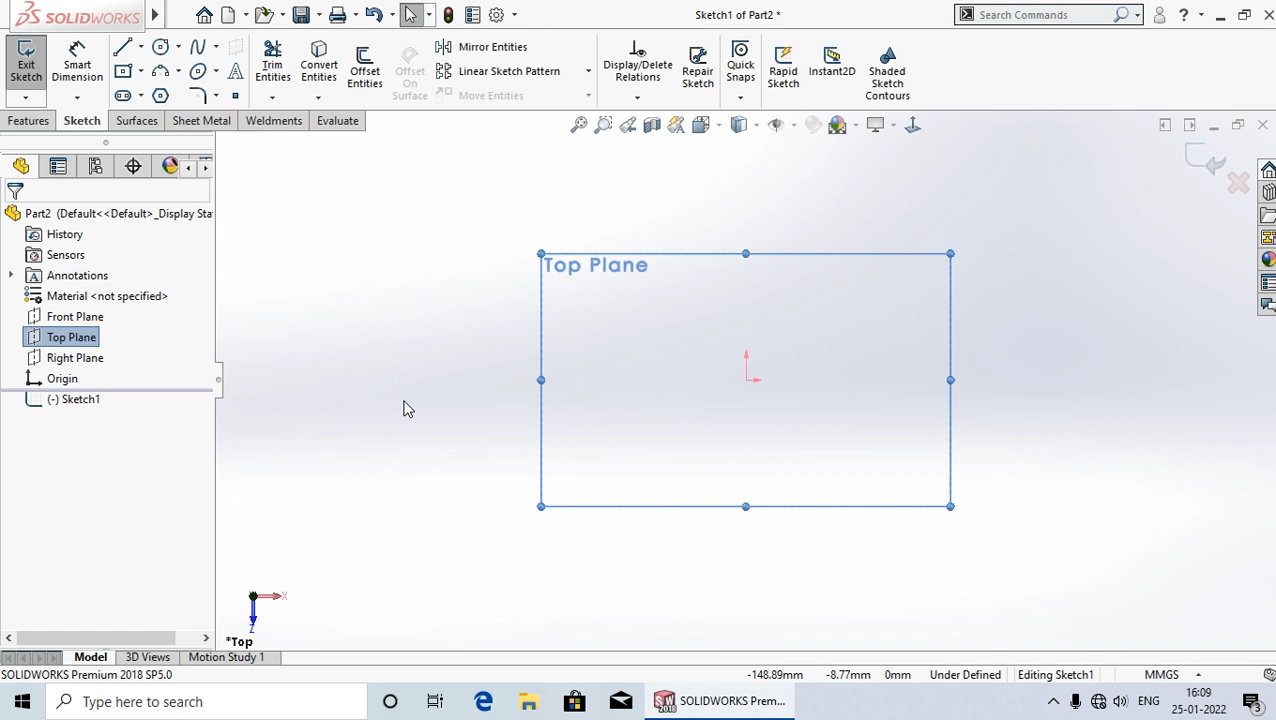 SOLIDWORKS
Sketch1 of Part2 *
Search Commands
?
Exit Sketch
Smart Dimension
Trim Entities
Convert Entities
Offset Entities
Offset On Surface
Mirror Entities
Linear Sketch Pattern
Move Entities
Display/Delete Relations
Repair Sketch
Quick Snaps
Rapid Sketch
Instant2D
Shaded Sketch Contours
Features
Sketch
Surfaces
Sheet Metal
Weldments
Evaluate
Part2 (Default<<Default>_Display Sta
History
Sensors
Annotations
Material <not specified>
Front Plane
Top Plane
Right Plane
Origin
(-) Sketch1
Top Plane
X
Z
*Top
Model
3D Views
Motion Study 1
SOLIDWORKS Premium 2018 SP5.0
-148.89mm
-8.77mm
0mm
Under Defined
Editing Sketch1
MMGS
Type here to search
SOLIDWORKS Prem...
ENG
16:09
25-01-2022
3